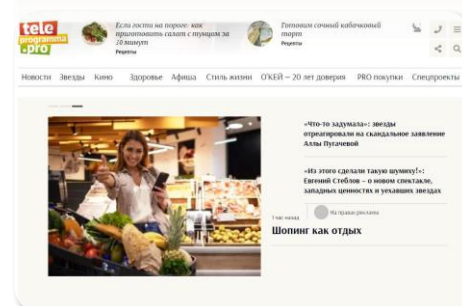 tele
programma
.pro
Если гости на пороге: как
приготовить салат с тунцом за
10 минут
Рецепты
Готовим сочный кабачковый
торт
Рецепты
Новости Звезды Кино Здоровье Афиша Стиль жизни О'КЕЙ — 20 лет доверия PRO покупки Спецпроекты
«Что-то задумала»: звезды
отреагировали на скандальное заявление
Аллы Пугачевой
«Из этого сделали такую шумиху!»:
Евгений Стеблов – о новом спектакле,
западных ценностях и уехавших звездах
1 час назад На правах рекламы
Шопинг как отдых